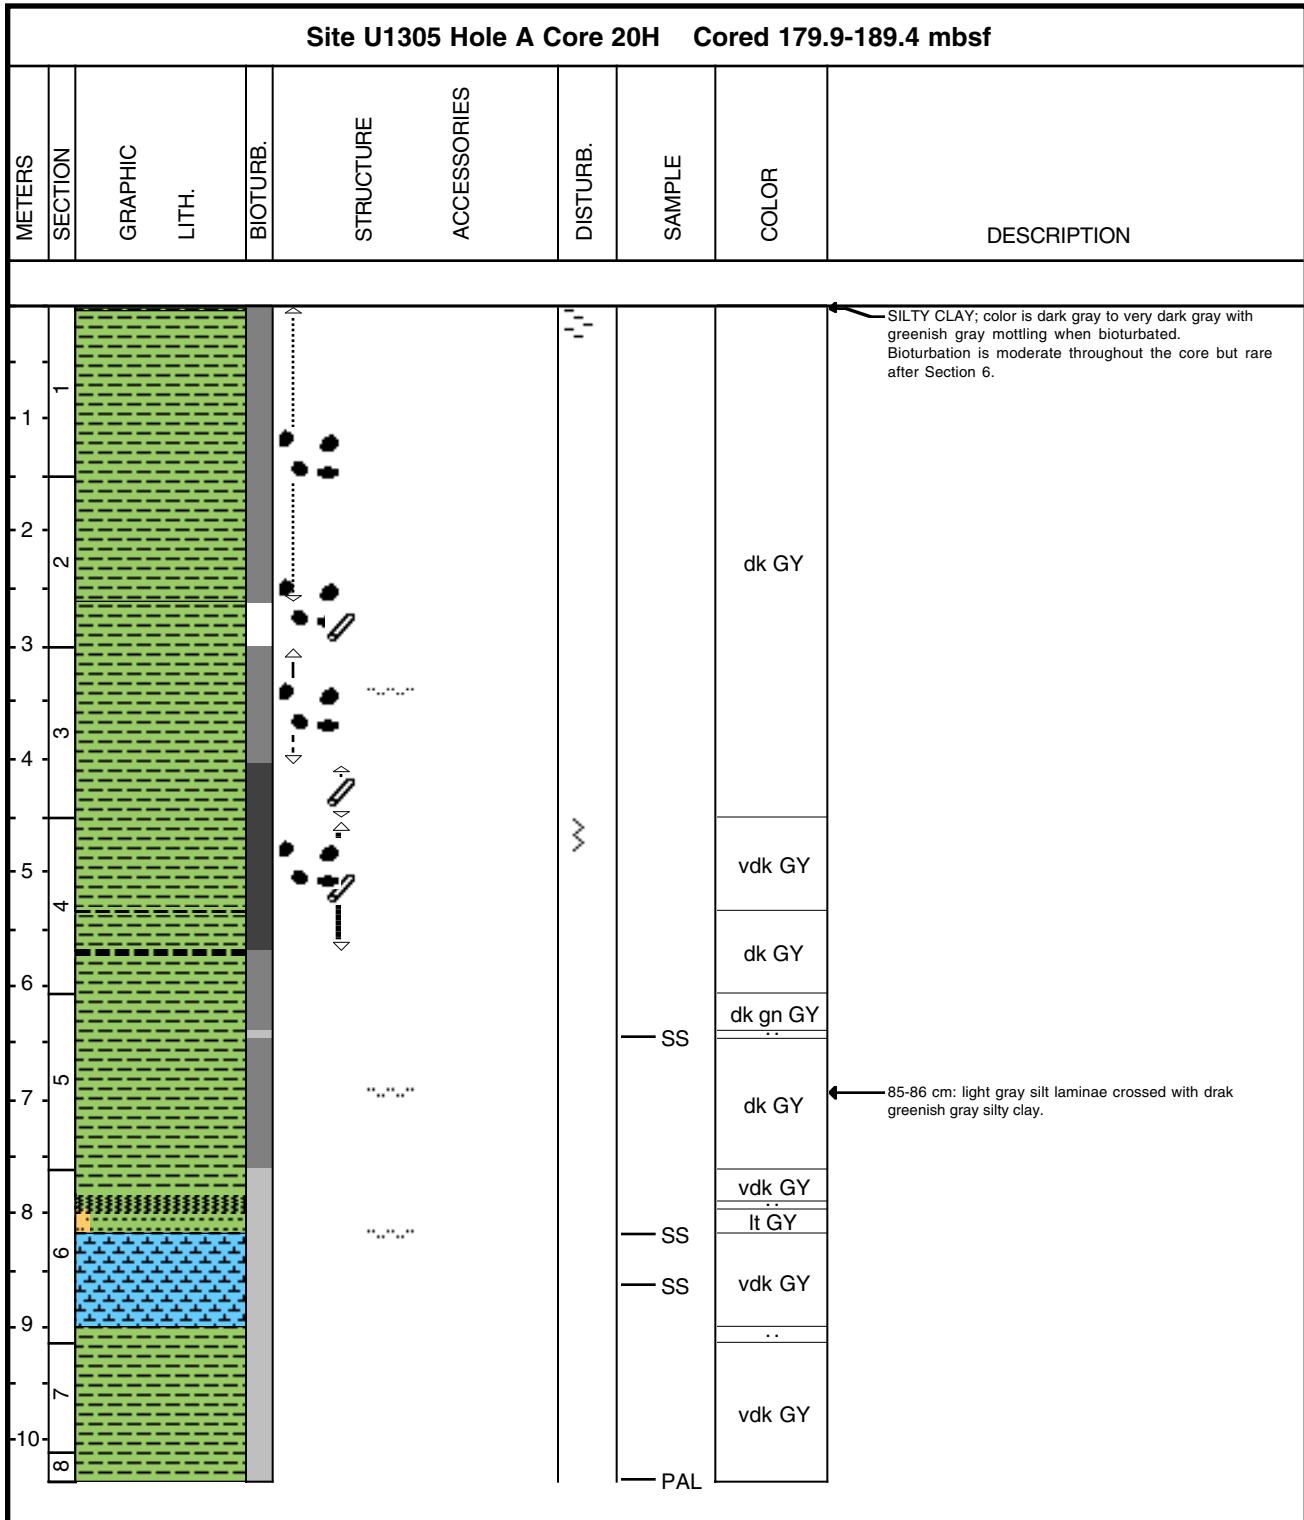 Site U1305 Hole A Core 20H Cored 179.9-189.4 mbsf
METERS
SECTION
GRAPHIC
LITH.
BIOTURB.
STRUCTURE
ACCESSORIES
DISTURB.
SAMPLE
COLOR
DESCRIPTION
SILTY CLAY; color is dark gray to very dark gray with
greenish gray mottling when bioturbated.
Bioturbation is moderate throughout the core but rare
after Section 6.
1
1
2
2
dk GY
3
3
4
vdk GY
5
4
dk GY
6
dk gn GY
SS
5
7
dk GY
85-86 cm: light gray silt laminae crossed with drak
greenish gray silty clay.
vdk GY
8
lt GY
SS
6
vdk GY
SS
9
7
vdk GY
10
8
PAL